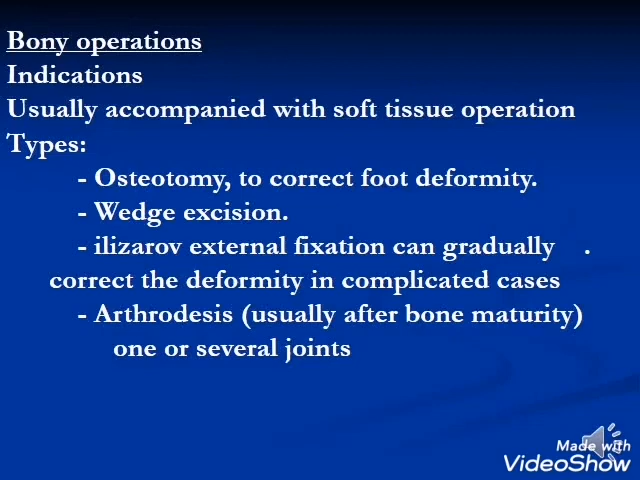 Bony operations
Indications
Usually accompanied with soft tissue operation
Types:
- Osteotomy, to correct foot deformity.
- Wedge excision.
- ilizarov external fixation can gradually .
correct the deformity in complicated cases
- Arthrodesis (usually after bone maturity)
one or several joints
Made with
VideoShow